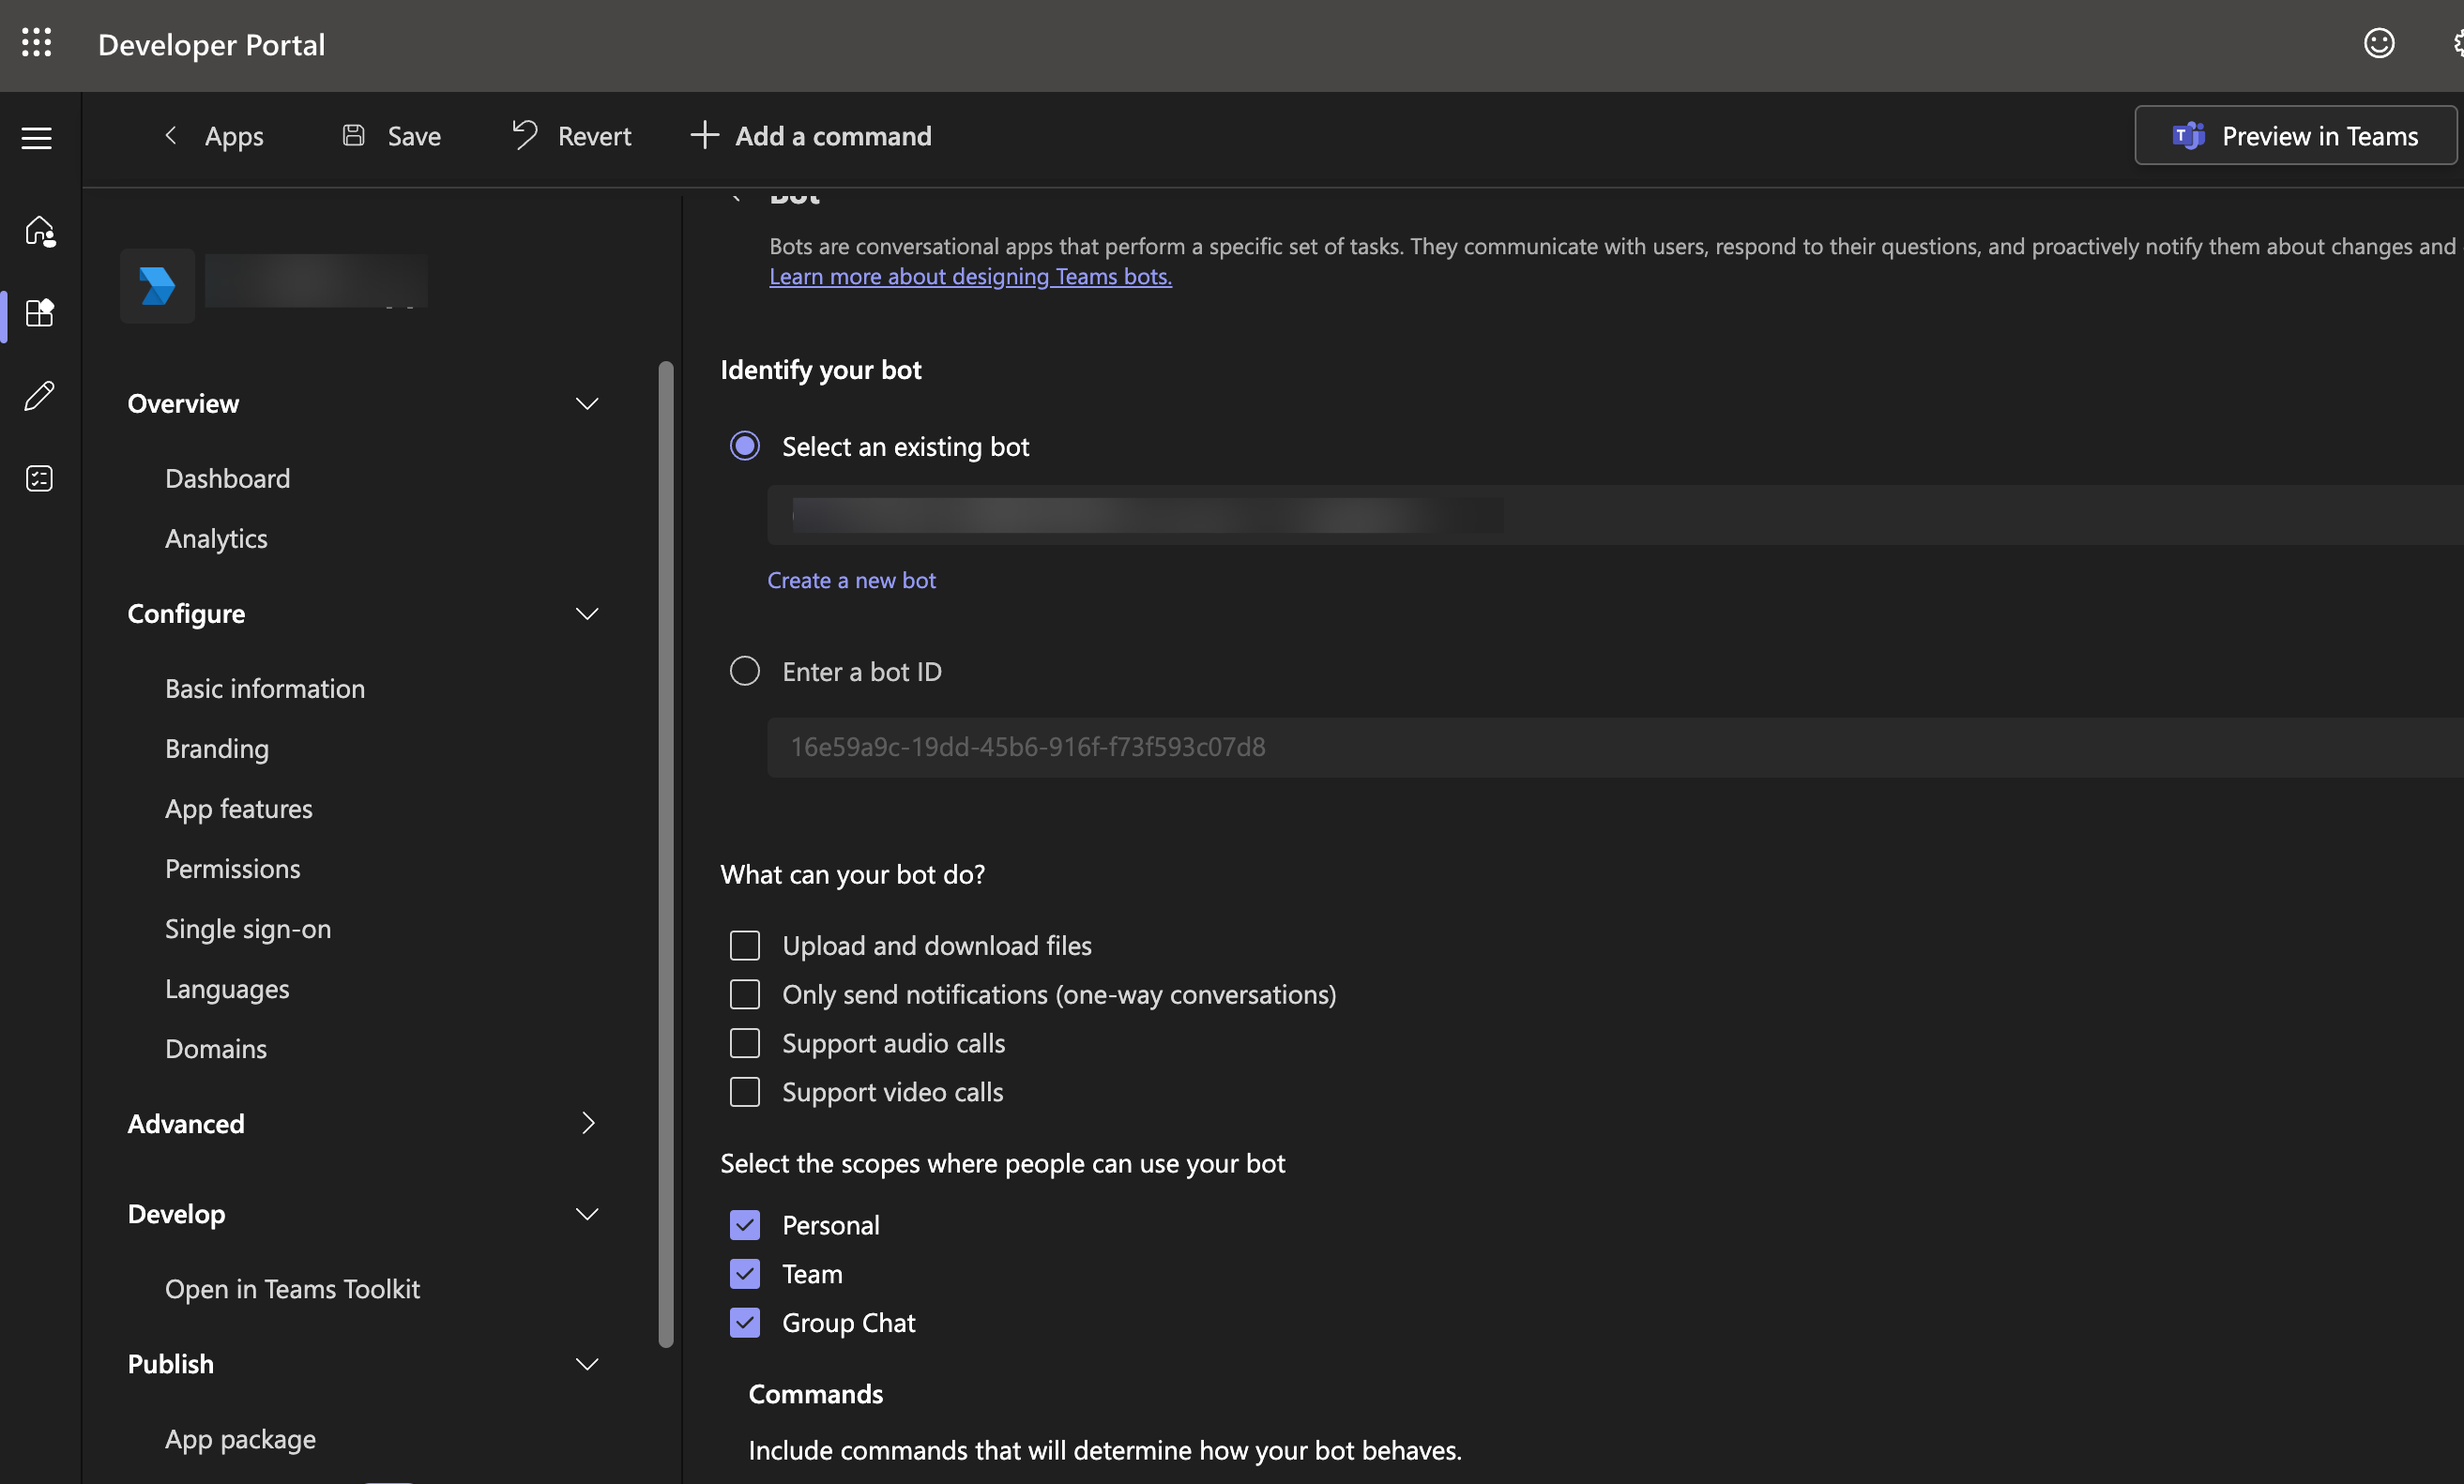 Developer Portal
Apps
Save
Revert
Add a command
Preview in Teams
Bot
Bots are conversational apps that perform a specific set of tasks. They communicate with users, respond to their questions, and proactively notify them about changes and
Learn more about designing Teams bots.
Overview
Dashboard
Analytics
Configure
Basic information
Branding
App features
Permissions
Single sign-on
Languages
Domains
Advanced
Develop
Open in Teams Toolkit
Publish
App package
Identify your bot
Select an existing bot
Create a new bot
Enter a bot ID
16e59a9c-19dd-45b6-916f-f73f593c07d8
What can your bot do?
Upload and download files
Only send notifications (one-way conversations)
Support audio calls
Support video calls
Select the scopes where people can use your bot
Personal
Team
Group Chat
Commands
Include commands that will determine how your bot behaves.